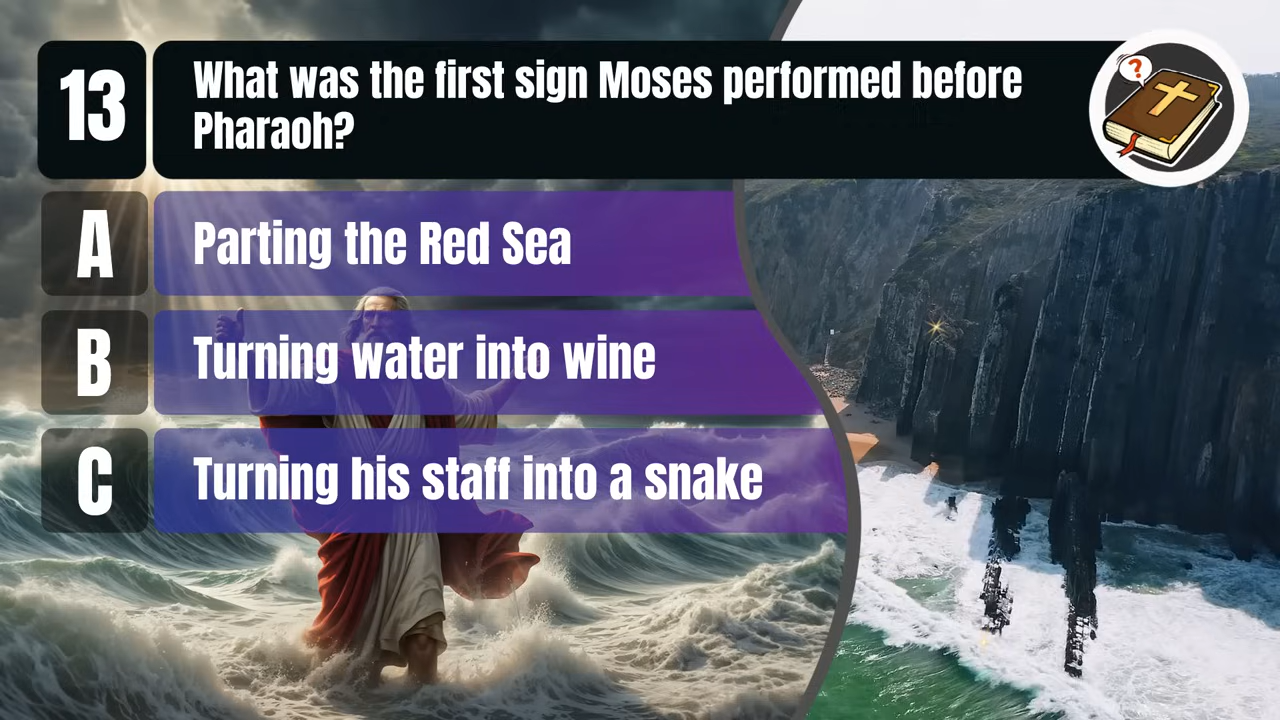 13
What was the first sign Moses performed before
Pharaoh?
A
Parting the Red Sea
B
Turning water into wine
C
Turning his staff into a snake
?